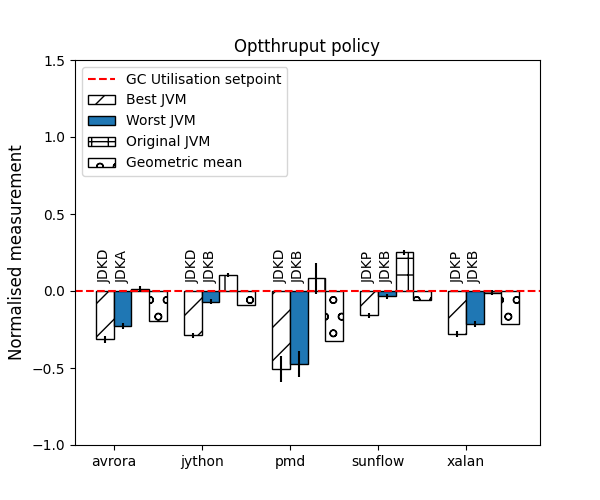 Optthruput policy
Normalised measurement
1.5
1.0
0.5
0.0
−0.5
−1.0
GC Utilisation setpoint
Best JVM
Worst JVM
Original JVM
Geometric mean
JDKD
JDKA
JDKD
JDKB
JDKD
JDKB
JDKP
JDKB
JDKP
JDKB
avrora
jython
pmd
sunflow
xalan